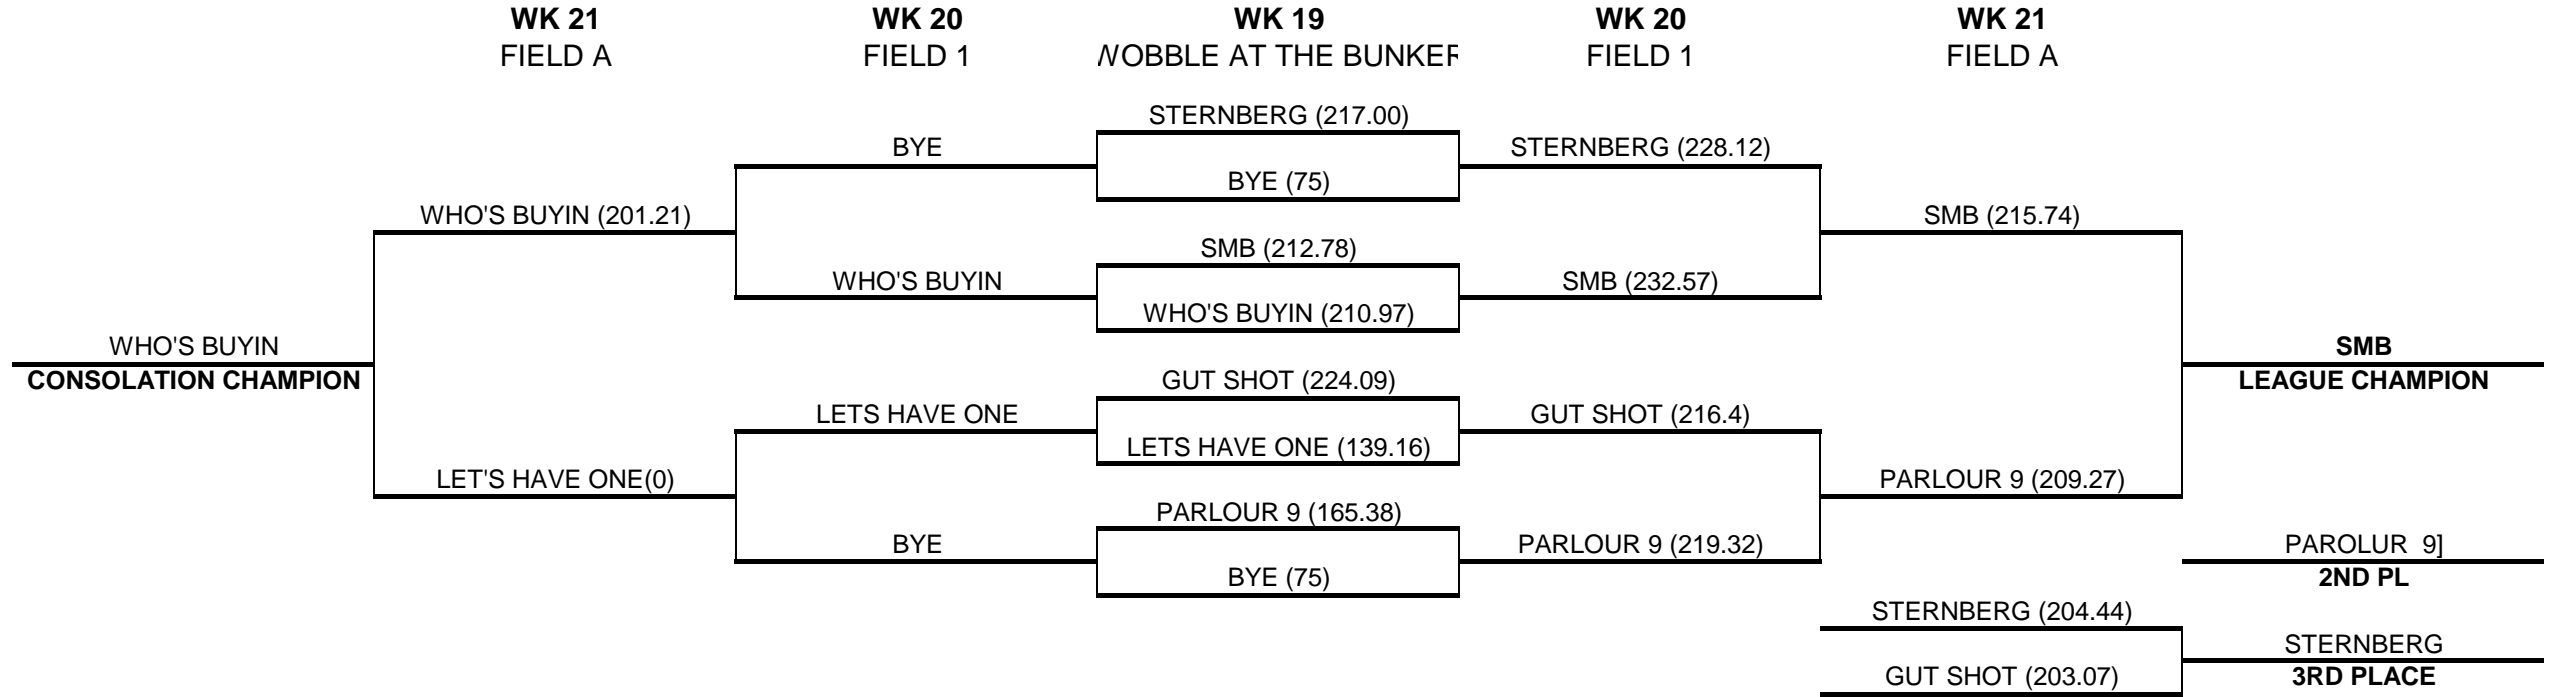 WK 21 WK 20 WK 19 WK 20 WK 21
FIELD A FIELD 1 WOBBLE AT THE BUNKER FIELD 1 FIELD A
STERNBERG (217.00)
BYE STERNBERG (228.12)
BYE (75)
WHO'S BUYIN (201.21) SMB (215.74)
SMB (212.78)
WHO'S BUYIN SMB (232.57)
WHO'S BUYIN (210.97)
WHO'S BUYIN SMB
CONSOLATION CHAMPION GUT SHOT (224.09) LEAGUE CHAMPION
LETS HAVE ONE GUT SHOT (216.4)
LETS HAVE ONE (139.16)
LET'S HAVE ONE(0) PARLOUR 9 (209.27)
PARLOUR 9 (165.38)
BYE PARLOUR 9 (219.32) PAROLUR 9]
BYE (75) 2ND PL
STERNBERG (204.44)
STERNBERG
GUT SHOT (203.07) 3RD PLACE